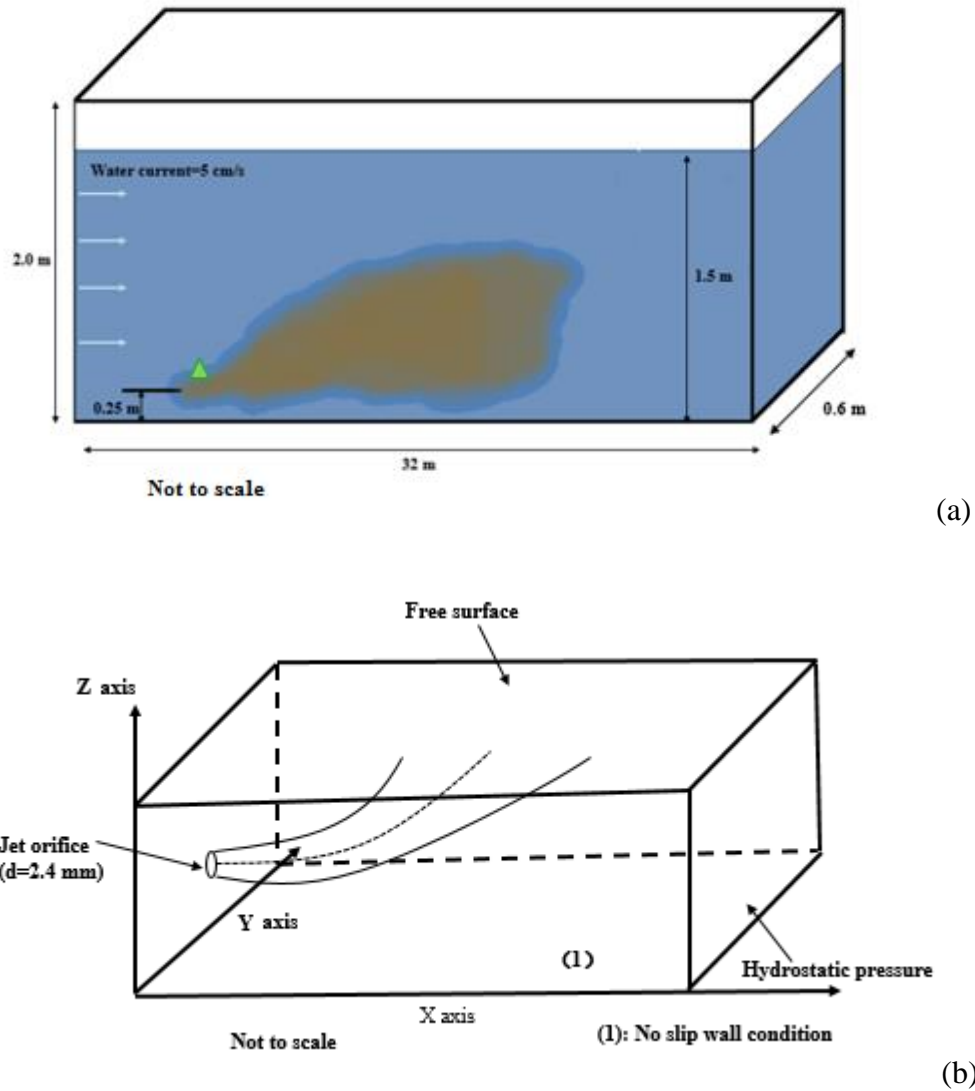 Water current=5 cm/s
2.0 m
1.5 m
0.25 m
0.6 m
32 m
Not to scale
(a)
Free surface
Z axis
Jet orifice
(d=2.4 mm)
Y axis
(1)
Hydrostatic pressure
X axis
Not to scale
(1): No slip wall condition
(b)